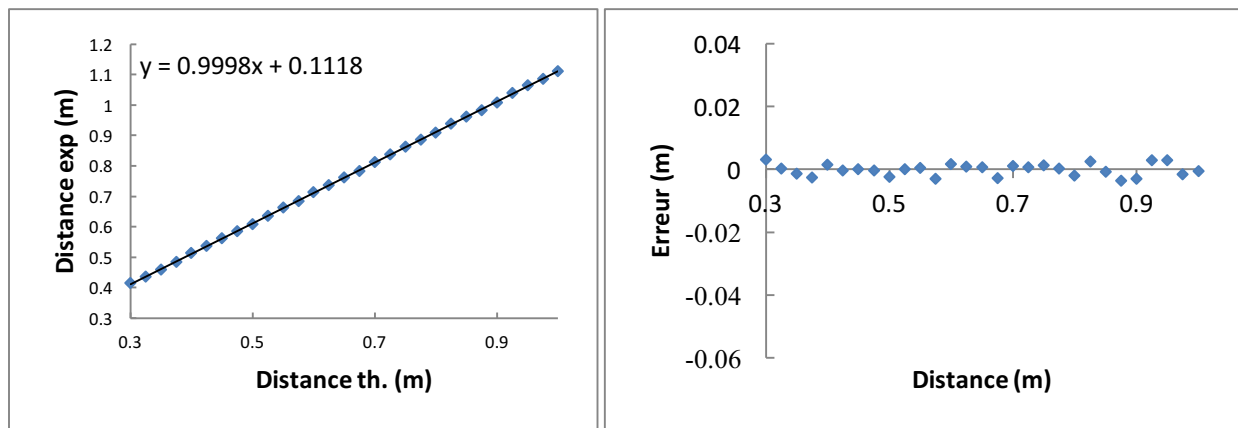 y = 0.9998x + 0.1118
Distance exp (m)
1.2
1.1
1
0.9
0.8
0.7
0.6
0.5
0.4
0.3
0.3 0.5 0.7 0.9
Distance th. (m)
Erreur (m)
0.04
0.02
0
-0.02
-0.04
-0.06
0.3 0.5 0.7 0.9
Distance (m)